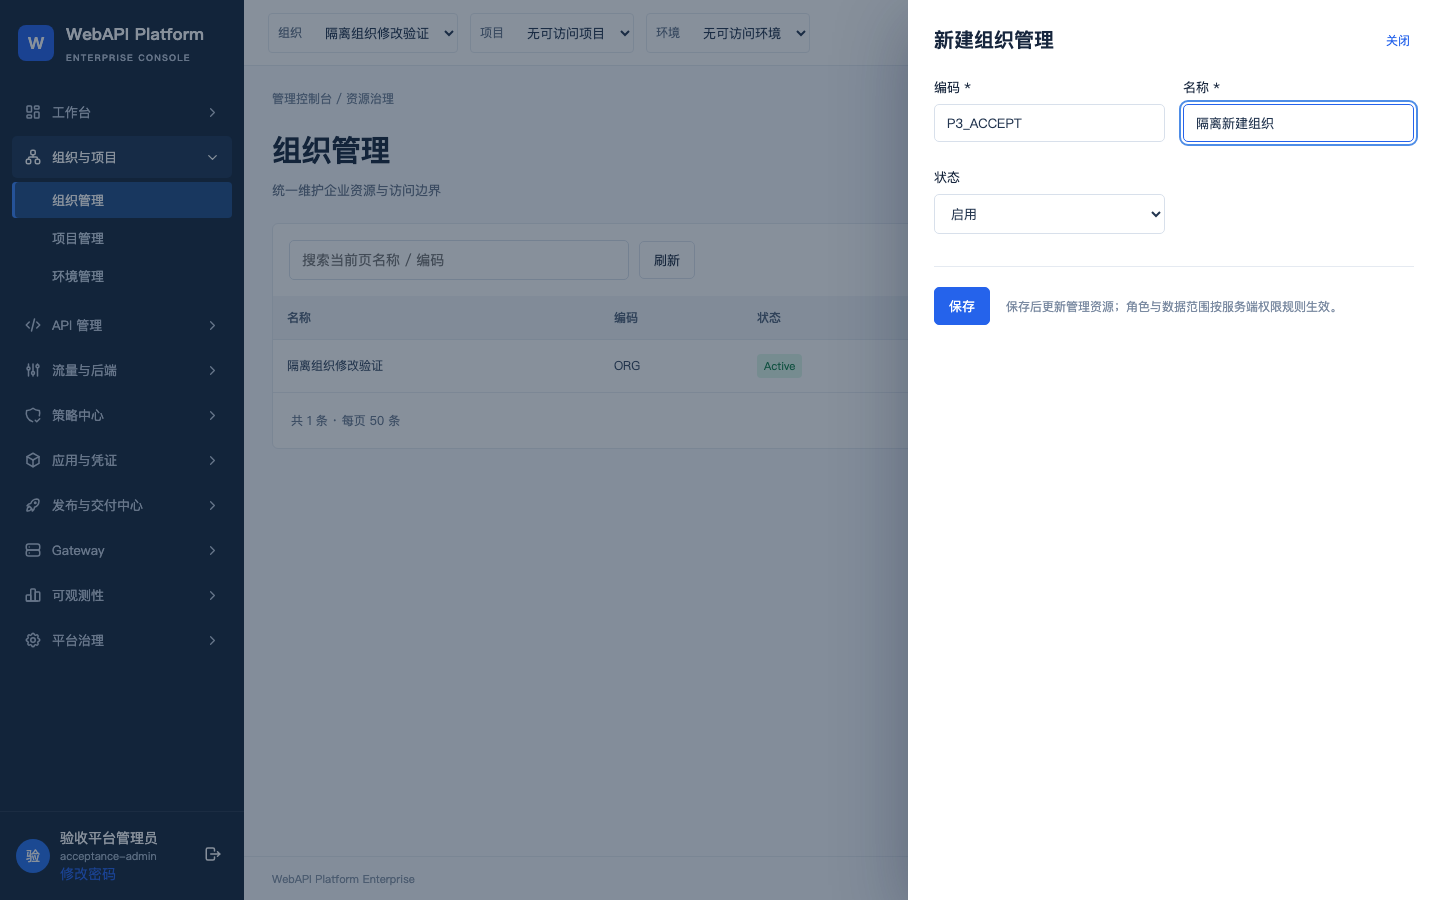 W
WebAPI Platform
ENTERPRISE CONSOLE
工作台
组织与项目
组织管理
项目管理
环境管理
API 管理
流量与后端
策略中心
应用与凭证
发布与交付中心
Gateway
可观测性
平台治理
验
验收平台管理员
acceptance-admin
修改密码
组织 隔离组织修改验证 项目 无可访问项目 环境 无可访问环境
管理控制台 / 资源治理
组织管理
统一维护企业资源与访问边界
搜索当前页名称 / 编码 刷新
名称 编码 状态
隔离组织修改验证 ORG Active
共 1 条 · 每页 50 条
WebAPI Platform Enterprise
新建组织管理 关闭
编码 * 名称 *
P3_ACCEPT 隔离新建组织
状态
启用
保存 保存后更新管理资源；角色与数据范围按服务端权限规则生效。